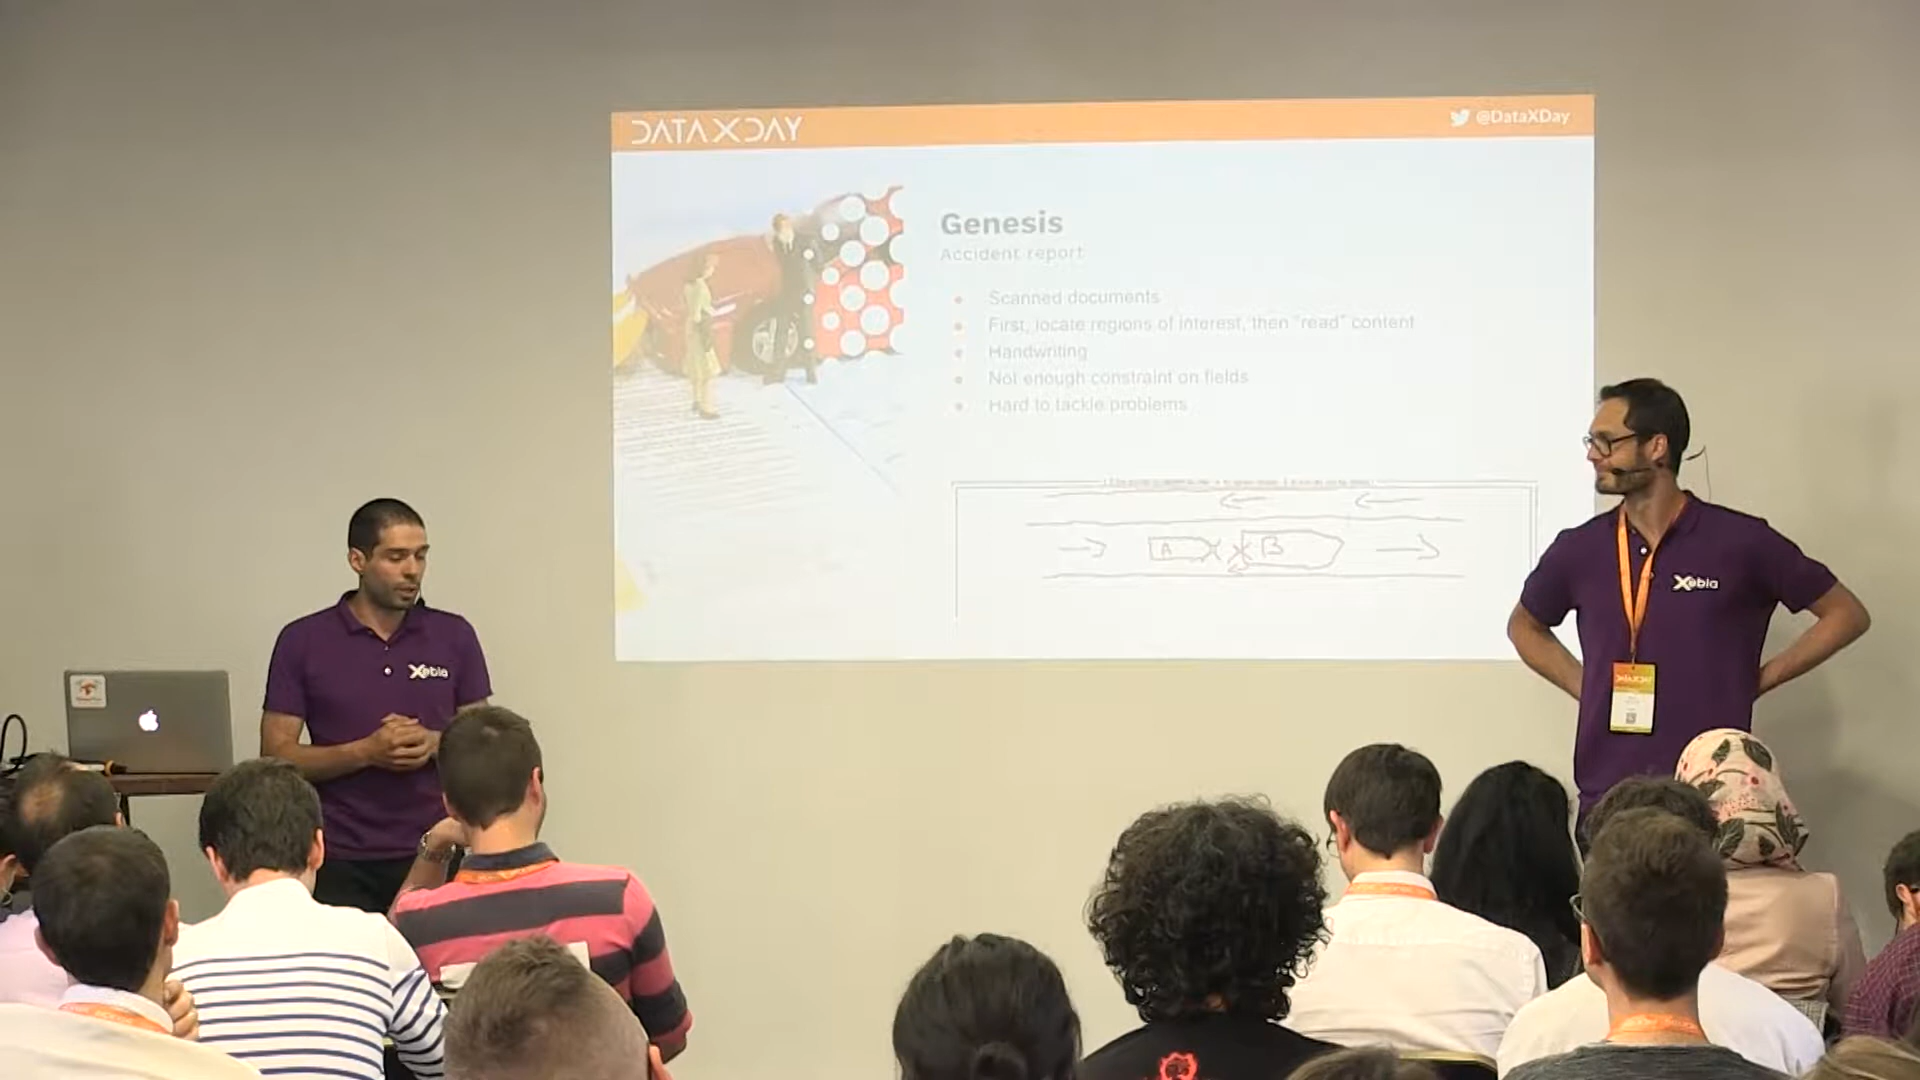 DATAXDAY
@DataXDay
Genesis
Accident report
Scanned documents
First, locate regions of interest, then "read" content
Handwriting
Not enough constraint on fields
Hard to tackle problems
A
B
Xebia
Xebia
DATAXDAY